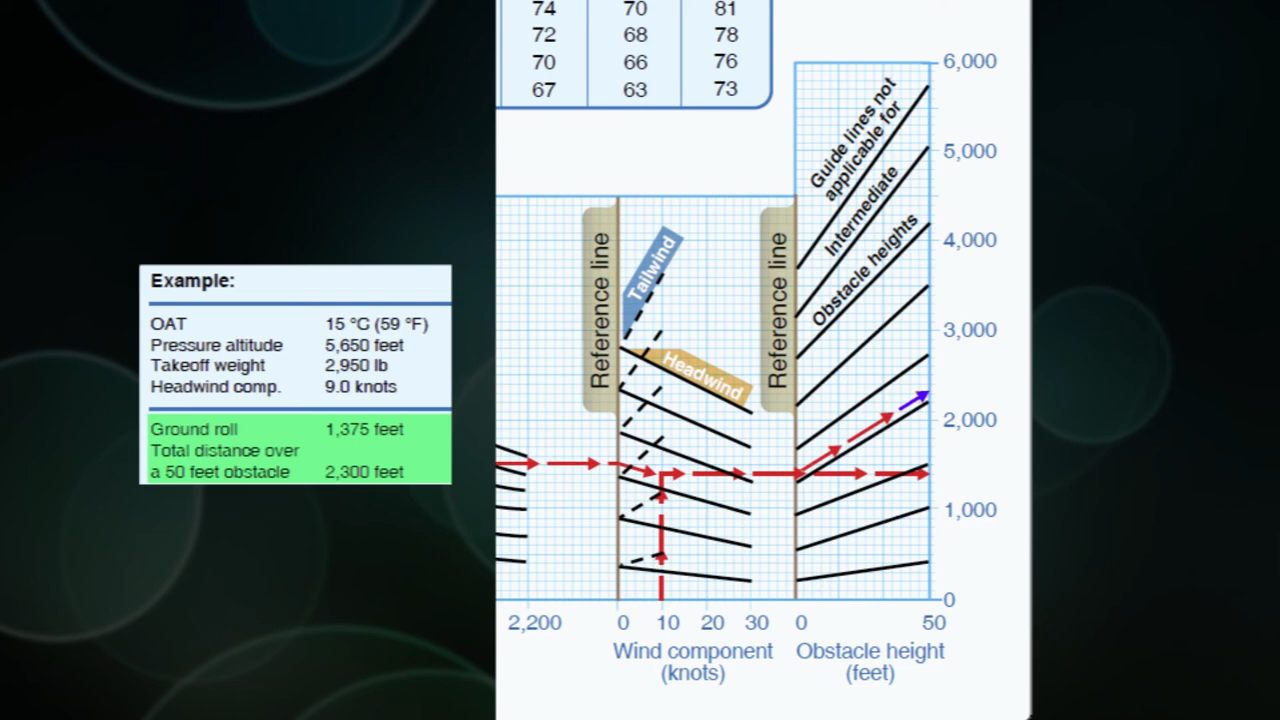 74 70 81
72 68 78
70 66 76
67 63 73
Example:
OAT 15 °C (59 °F)
Pressure altitude 5,650 feet
Takeoff weight 2,950 lb
Headwind comp. 9.0 knots
Ground roll 1,375 feet
Total distance over
a 50 feet obstacle 2,300 feet
Reference line
Tailwind
Headwind
Reference line
Guide lines not
applicable for
Intermediate
Obstacle heights
6,000
5,000
4,000
3,000
2,000
1,000
0
2,200 0 10 20 30 0 50
Wind component
(knots)
Obstacle height
(feet)